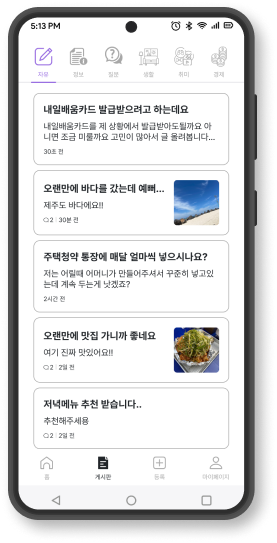 5:13 PM
자유 정보 질문 생활 취미 경제
내일배움카드 발급받으려고 하는데요
내일배움카드를 제 상황에서 발급받아도될까요 아
니면 조금 미룰까요 고민이 많아서 글 올려봅니다...
30초 전
오랜만에 바다를 갔는데 예뻐...
제주도 바다에요!!
2 | 30분 전
주택청약 통장에 매달 얼마씩 넣으시나요?
저는 어릴때 어머니가 만들어주셔서 꾸준히 넣고있
는데 계속 두는게 낫겠죠?
2시간 전
오랜만에 맛집 가니까 좋네요
여기 진짜 맛있어요!!
2 | 2일 전
저녁메뉴 추천 받습니다..
추천해주세용
2 | 2일 전
홈 게시판 등록 마이페이지